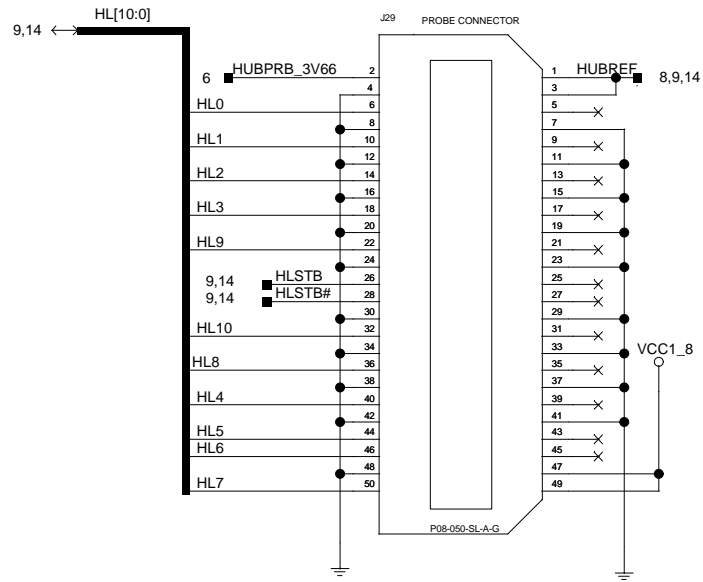 HL[10:0]
9,14
J29 PROBE CONNECTOR
6 HUBPRB_3V66 2 1 HUBREF 8,9,14
4 3
HL0 6 5
8 7
HL1 10 9
12 11
HL2 14 13
16 15
HL3 18 17
20 19
HL9 22 21
24 23
9,14 HLSTB 26 25
9,14 HLSTB# 28 27
30 29
HL10 32 31
34 33
VCC1_8
HL8 36 35
38 37
HL4 40 39
42 41
HL5 44 43
HL6 46 45
48 47
HL7 50 49
P08-050-SL-A-G